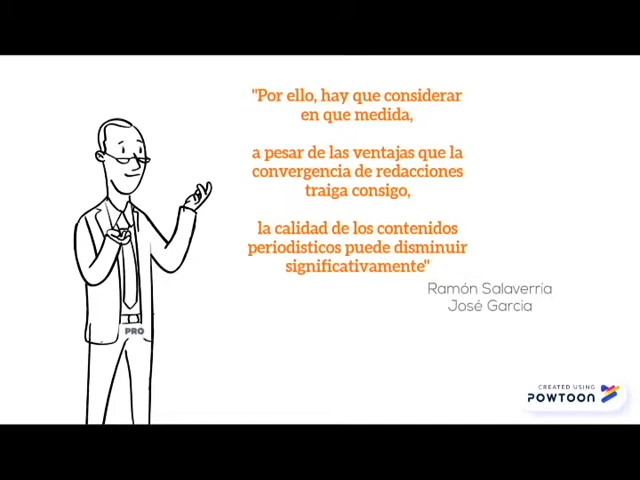 "Por ello, hay que considerar
en que medida,
a pesar de las ventajas que la
convergencia de redacciones
traiga consigo,
la calidad de los contenidos
periodisticos puede disminuir
significativamente"
Ramón Salaverria
José Garcia
PRO
CREATED USING
POWTOON